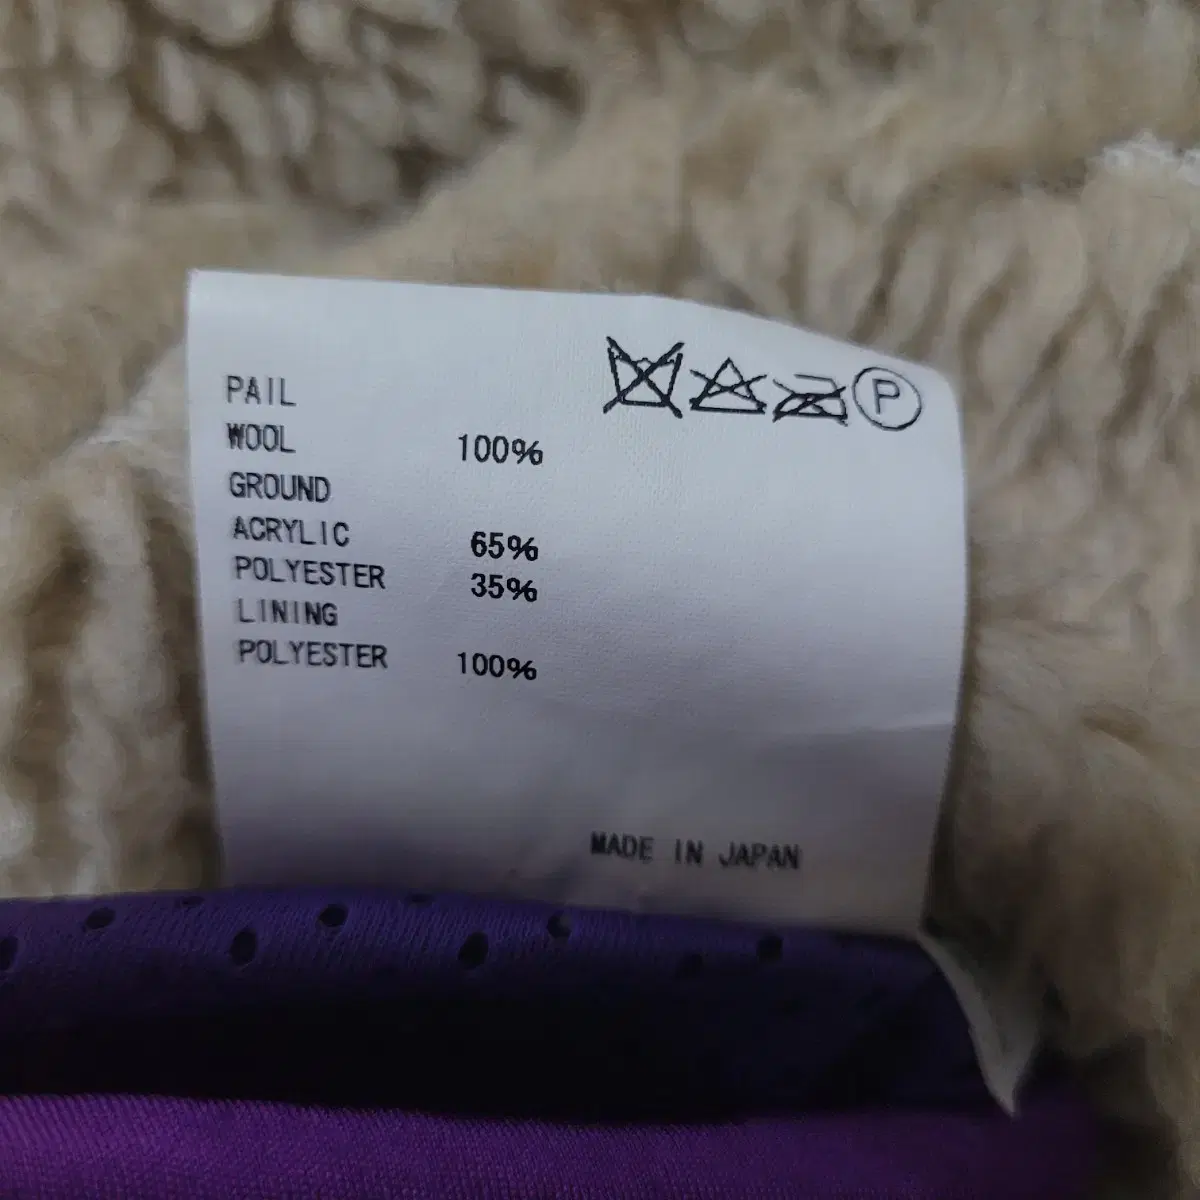 P
PAIL
WOOL 100%
GROUND
ACRYLIC 65%
POLYESTER 35%
LINING
POLYESTER 100%
MADE IN JAPAN